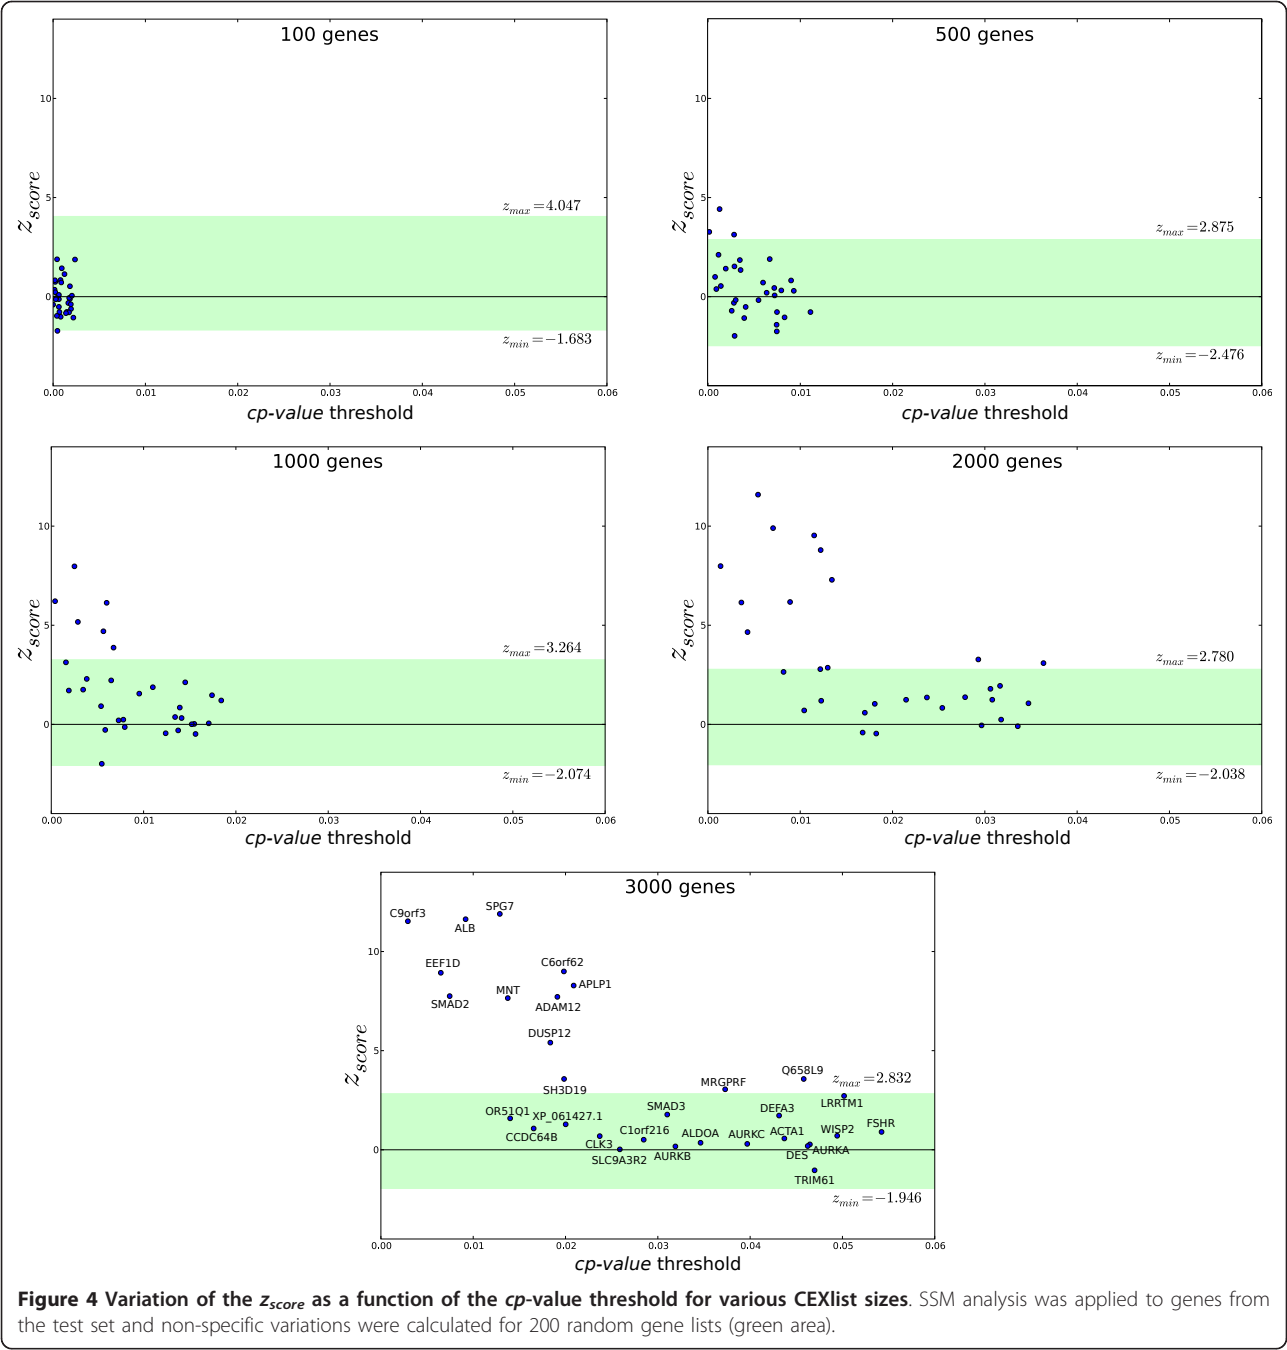 100 genes
10
5
0
z_score
z_max=4.047
z_min=−1.683
0.00 0.01 0.02 0.03 0.04 0.05 0.06
cp-value threshold
500 genes
10
5
0
z_score
z_max=2.875
z_min=−2.476
0.00 0.01 0.02 0.03 0.04 0.05 0.06
cp-value threshold
1000 genes
10
5
0
z_score
z_max=3.264
z_min=−2.074
0.00 0.01 0.02 0.03 0.04 0.05 0.06
cp-value threshold
2000 genes
10
5
0
z_score
z_max=2.780
z_min=−2.038
0.00 0.01 0.02 0.03 0.04 0.05 0.06
cp-value threshold
3000 genes
10
5
0
z_score
C9orf3
SPG7
ALB
EEF1D
C6orf62
SMAD2
MNT
APLP1
ADAM12
DUSP12
SH3D19
MRGPRF
Q658L9
z_max=2.832
LRRTM1
OR51Q1
XP_061427.1
SMAD3
DEFA3
FSHR
CCDC64B
CLK3
C1orf216
ALDOA
AURKC
ACTA1
WISP2
SLC9A3R2
AURKB
DES
AURKA
TRIM61
z_min=−1.946
0.00 0.01 0.02 0.03 0.04 0.05 0.06
cp-value threshold
Figure 4 Variation of the z_score as a function of the cp-value threshold for various CEXlist sizes. SSM analysis was applied to genes from
the test set and non-specific variations were calculated for 200 random gene lists (green area).